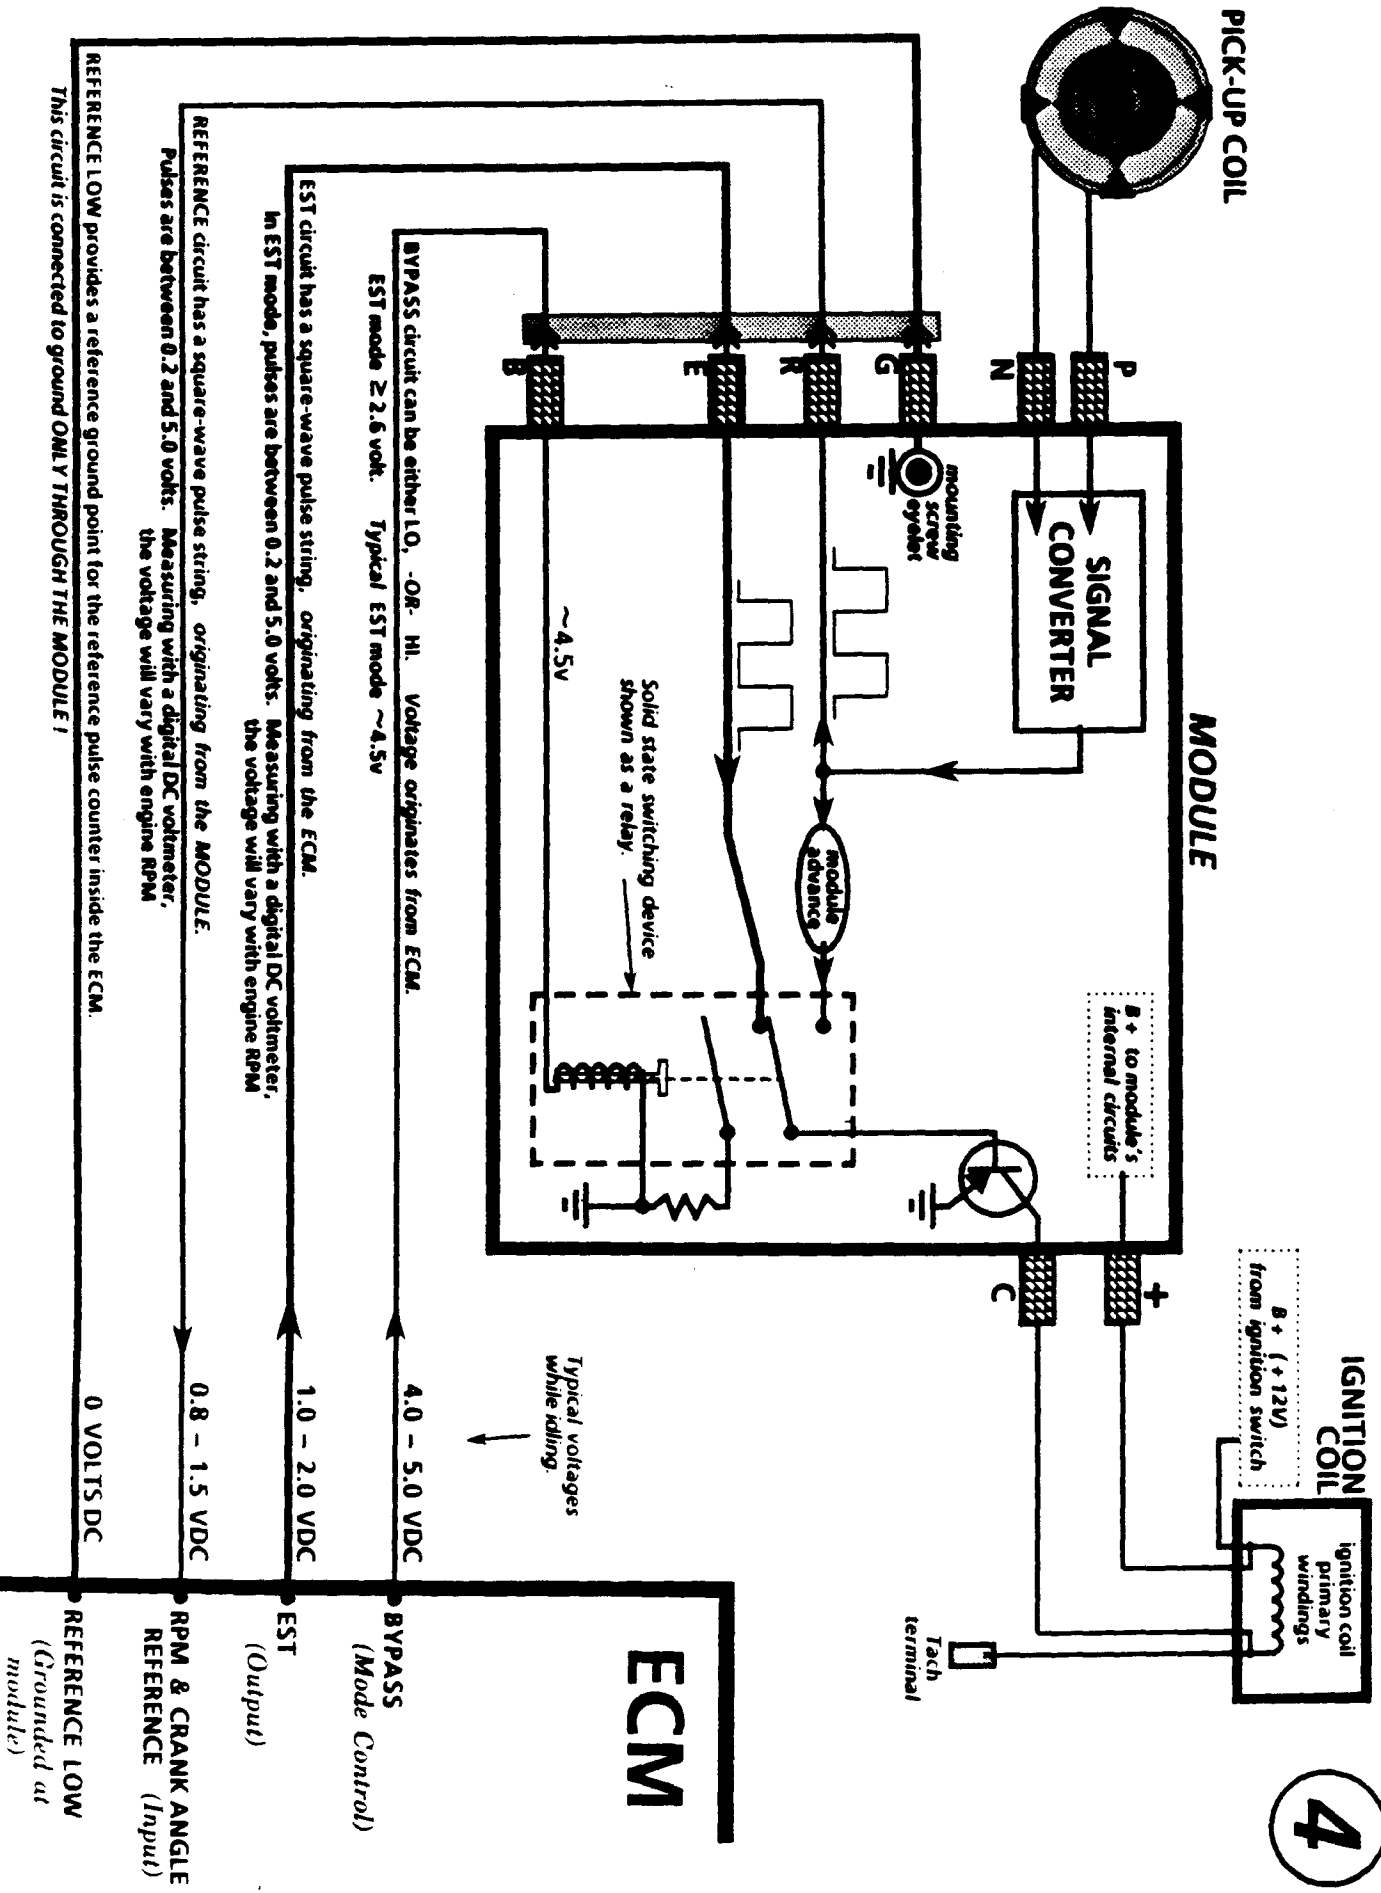 4
PICK-UP COIL
MODULE
IGNITION
COIL
ignition coil
primary
windings
B + ( + 12V)
from ignition switch
P
N
SIGNAL
CONVERTER
B + to module's
internal circuits
+
C
mounting
screw
eyelet
G
R
E
B
module
advance
Solid state switching device
shown as a relay.
~4.5v
Tach
terminal
Typical voltages
while idling.
ECM
BYPASS circuit can be either LO, -OR- HI. Voltage originates from ECM.
EST mode ≥ 2.6 volt. Typical EST mode ~4.5v
4.0 – 5.0 VDC
BYPASS
(Mode Control)
EST circuit has a square-wave pulse string, originating from the ECM.
In EST mode, pulses are between 0.2 and 5.0 volts. Measuring with a digital DC voltmeter,
the voltage will vary with engine RPM
1.0 – 2.0 VDC
EST
(Output)
REFERENCE circuit has a square-wave pulse string, originating from the MODULE.
Pulses are between 0.2 and 5.0 volts. Measuring with a digital DC voltmeter,
the voltage will vary with engine RPM
0.8 – 1.5 VDC
RPM & CRANK ANGLE
REFERENCE (Input)
REFERENCE LOW provides a reference ground point for the reference pulse counter inside the ECM.
This circuit is connected to ground ONLY THROUGH THE MODULE !
0 VOLTS DC
REFERENCE LOW
(Grounded at
module)